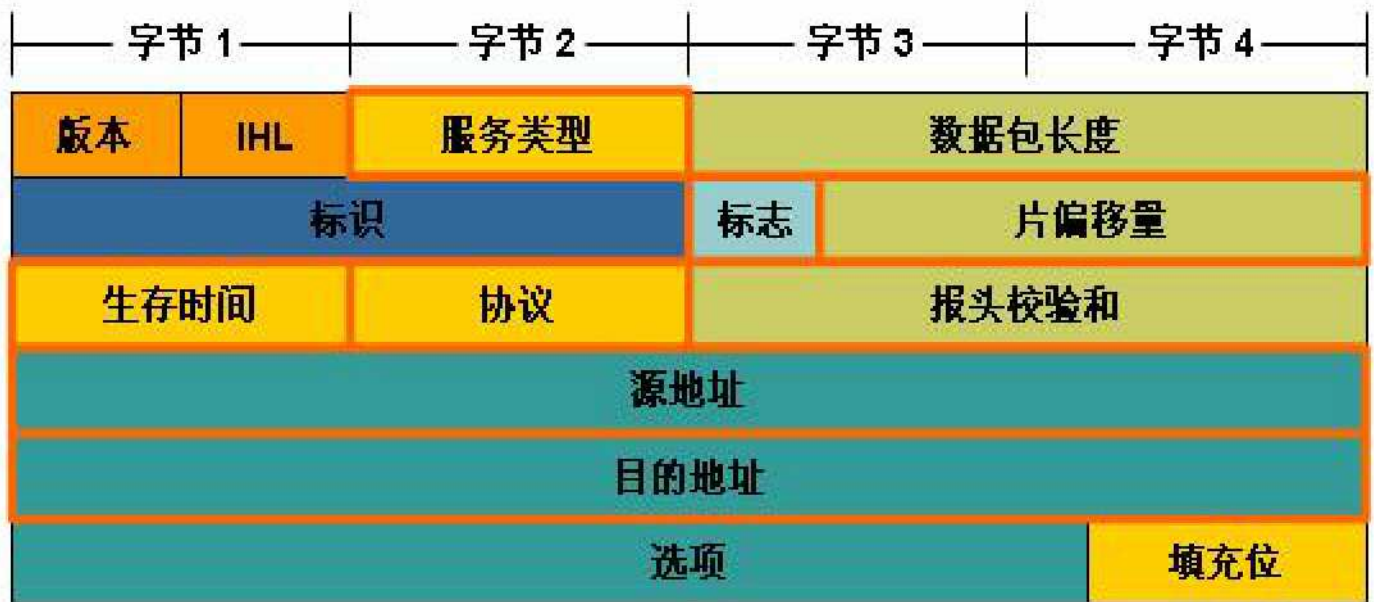 字节 1 字节 2 字节 3 字节 4
版本 IHL 服务类型 数据包长度
标识 标志 片偏移量
生存时间 协议 报头校验和
源地址
目的地址
选项 填充位